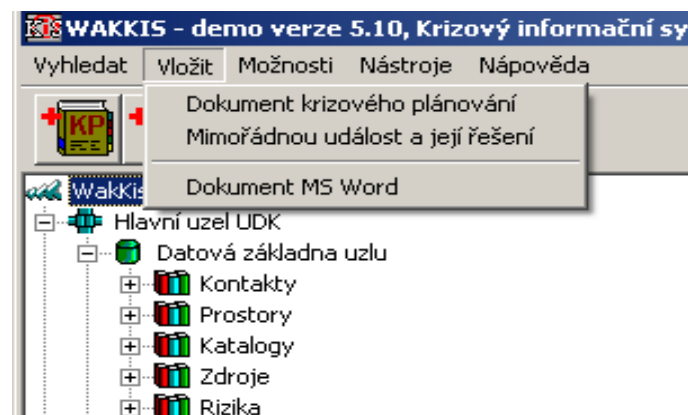 WAKKIS - demo verze 5.10, Krizový informační sy
Vyhledat Vložit Možnosti Nástroje Nápověda
Dokument krizového plánování
KP
Mimořádnou událost a její řešení
Dokument MS Word
WakKis
Hlavní uzel UDK
Datová základna uzlu
Kontakty
Prostory
Katalogy
Zdroje
Rizika